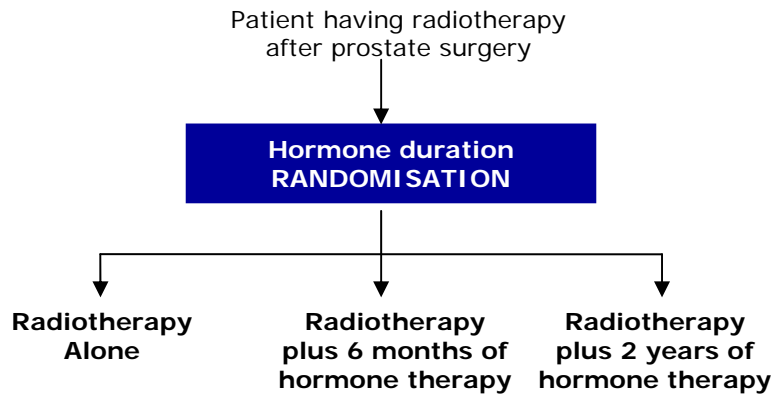 Patient having radiotherapy
after prostate surgery
Hormone duration
RANDOMISATION
Radiotherapy
Alone
Radiotherapy
plus 6 months of
hormone therapy
Radiotherapy
plus 2 years of
hormone therapy